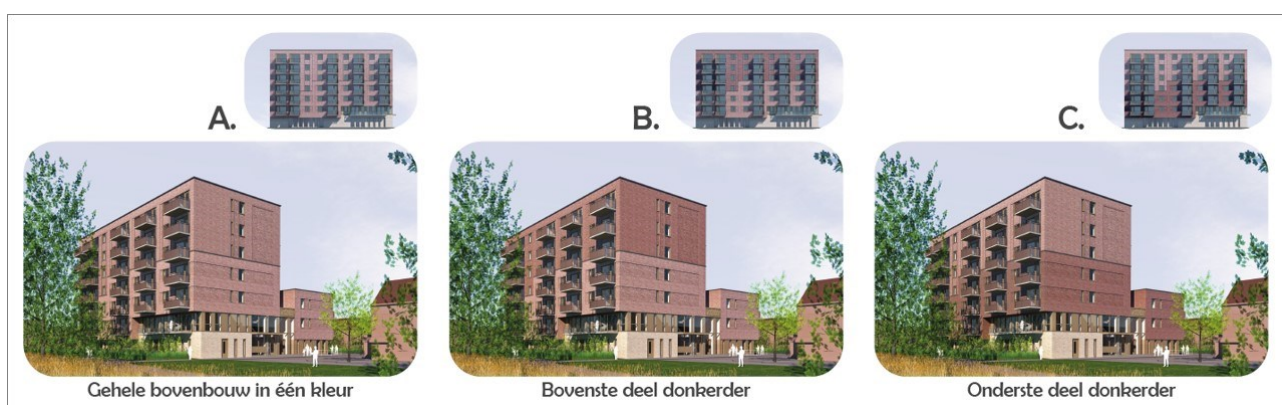 A.
B.
C.
Gehele bovenbouw in één kleur
Bovenste deel donkerder
Onderste deel donkerder